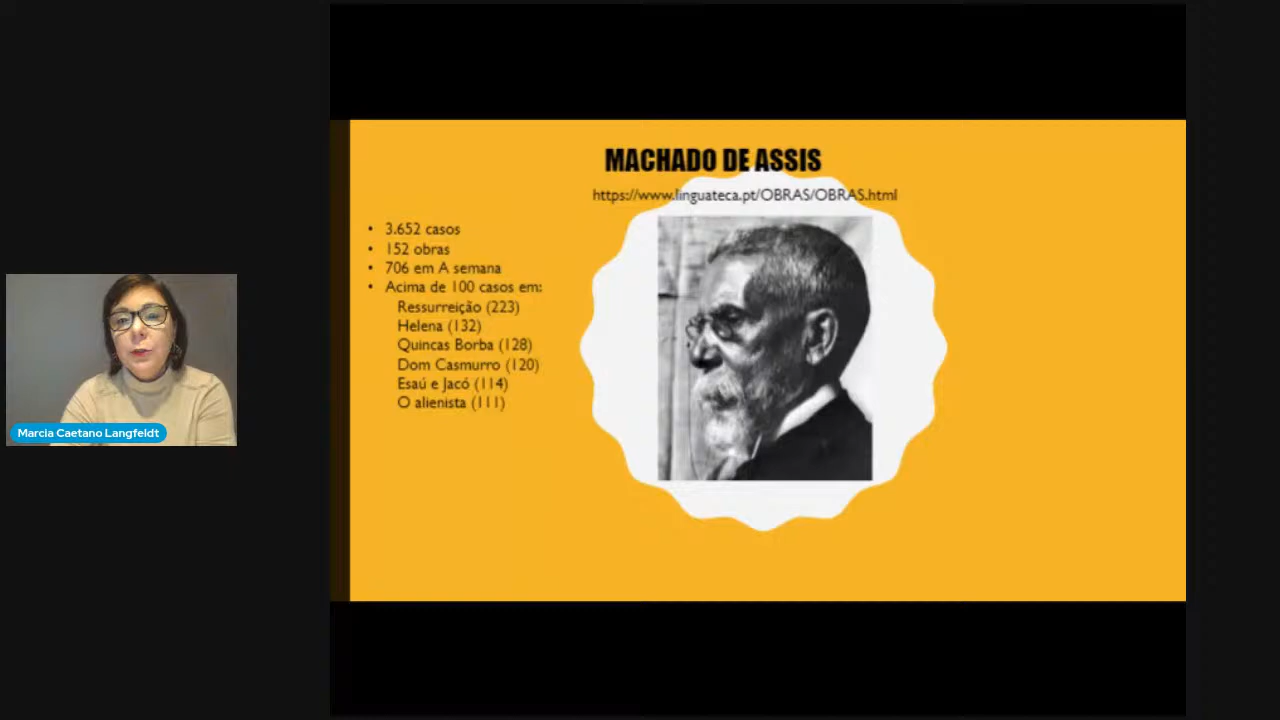 MACHADO DE ASSIS
https://www.linguateca.pt/OBRAS/OBRAS.html
• 3.652 casos
• 152 obras
• 706 em A semana
• Acima de 100 casos em:
Ressurreição (223)
Helena (132)
Quincas Borba (128)
Dom Casmurro (120)
Esaú e Jacó (114)
O alienista (111)
Marcia Caetano Langfeldt